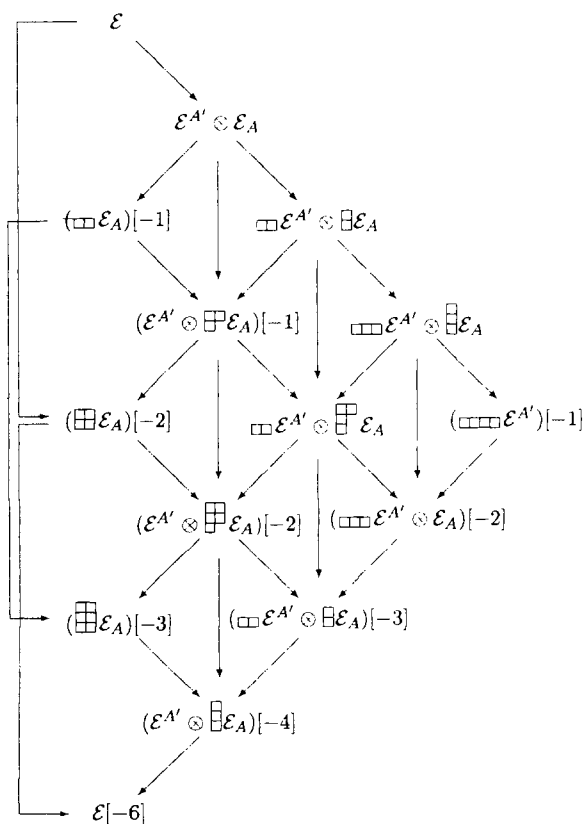 ℰ
ℰ^{A'} ⊗ ℰ_A
(□□ ℰ_A)[−1] □□ ℰ^{A'} ⊗ ℰ_A
(ℰ^{A'} ⊗ ℰ_A)[−1] □□□ ℰ^{A'} ⊗ ℰ_A
(ℰ_A)[−2] □□ ℰ^{A'} ⊗ ℰ_A (□□□□ ℰ^{A'})[−1]
(ℰ^{A'} ⊗ ℰ_A)[−2] (□□□ ℰ^{A'} ⊗ ℰ_A)[−2]
(ℰ_A)[−3] (□□ ℰ^{A'} ⊗ ℰ_A)[−3]
(ℰ^{A'} ⊗ ℰ_A)[−4]
ℰ[−6]